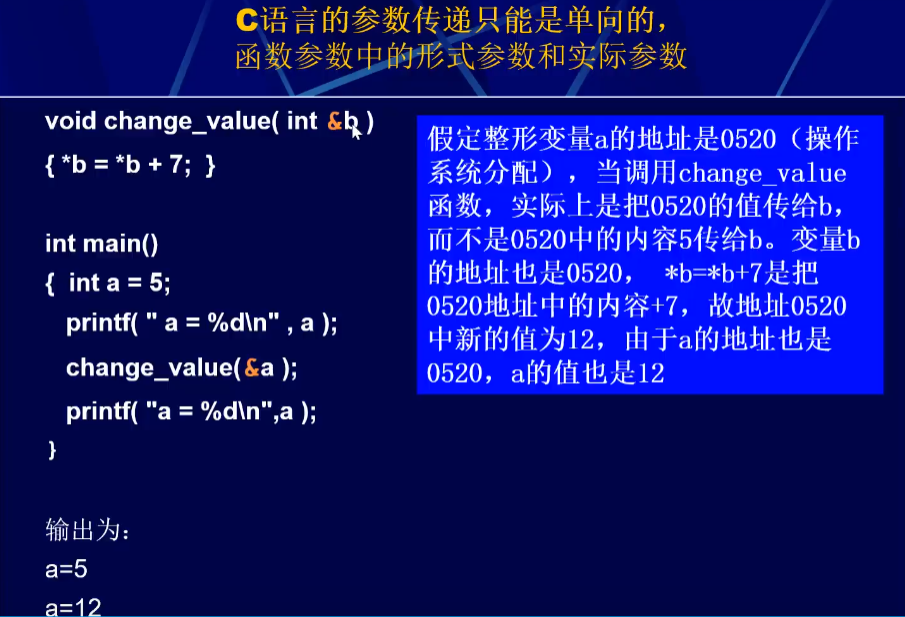 C语言的参数传递只能是单向的，
函数参数中的形式参数和实际参数
void change_value( int &b )
{ *b = *b + 7;  }
int main()
{  int a = 5;
printf( " a = %d\n" , a );
change_value(&a );
printf( "a = %d\n",a );
}
输出为：
a=5
a=12
假定整形变量a的地址是0520（操作
系统分配），当调用change_value
函数，实际上是把0520的值传给b，
而不是0520中的内容5传给b。变量b
的地址也是0520， *b=*b+7是把
0520地址中的内容+7，故地址0520
中新的值为12，由于a的地址也是
0520，a的值也是12